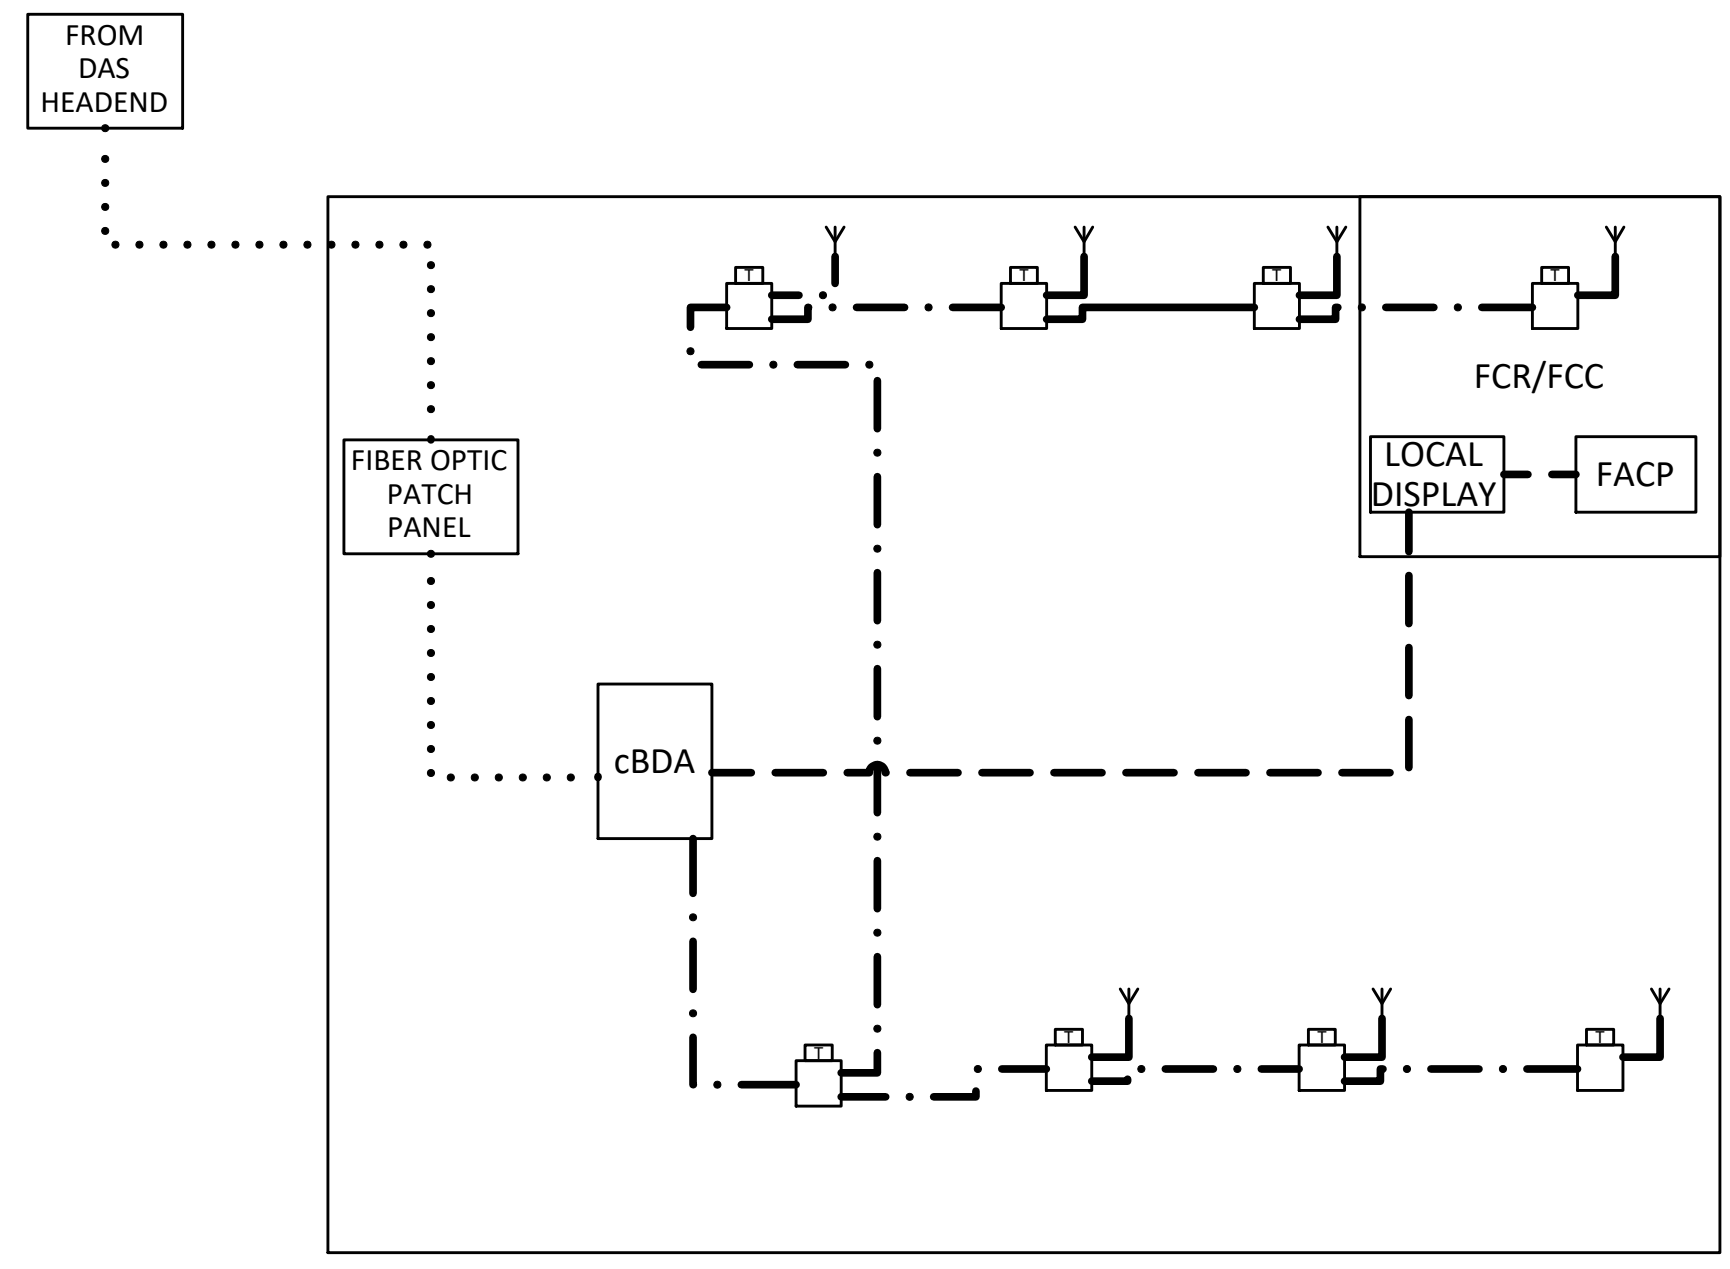 FROM
DAS
HEADEND
T
T
T
T
FCR/FCC
LOCAL
DISPLAY
FACP
FIBER OPTIC
PATCH
PANEL
cBDA
T
T
T
T